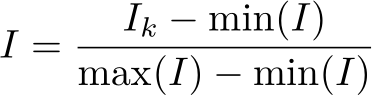 I = \frac{I_k - \min(I)}{\max(I) - \min(I)}